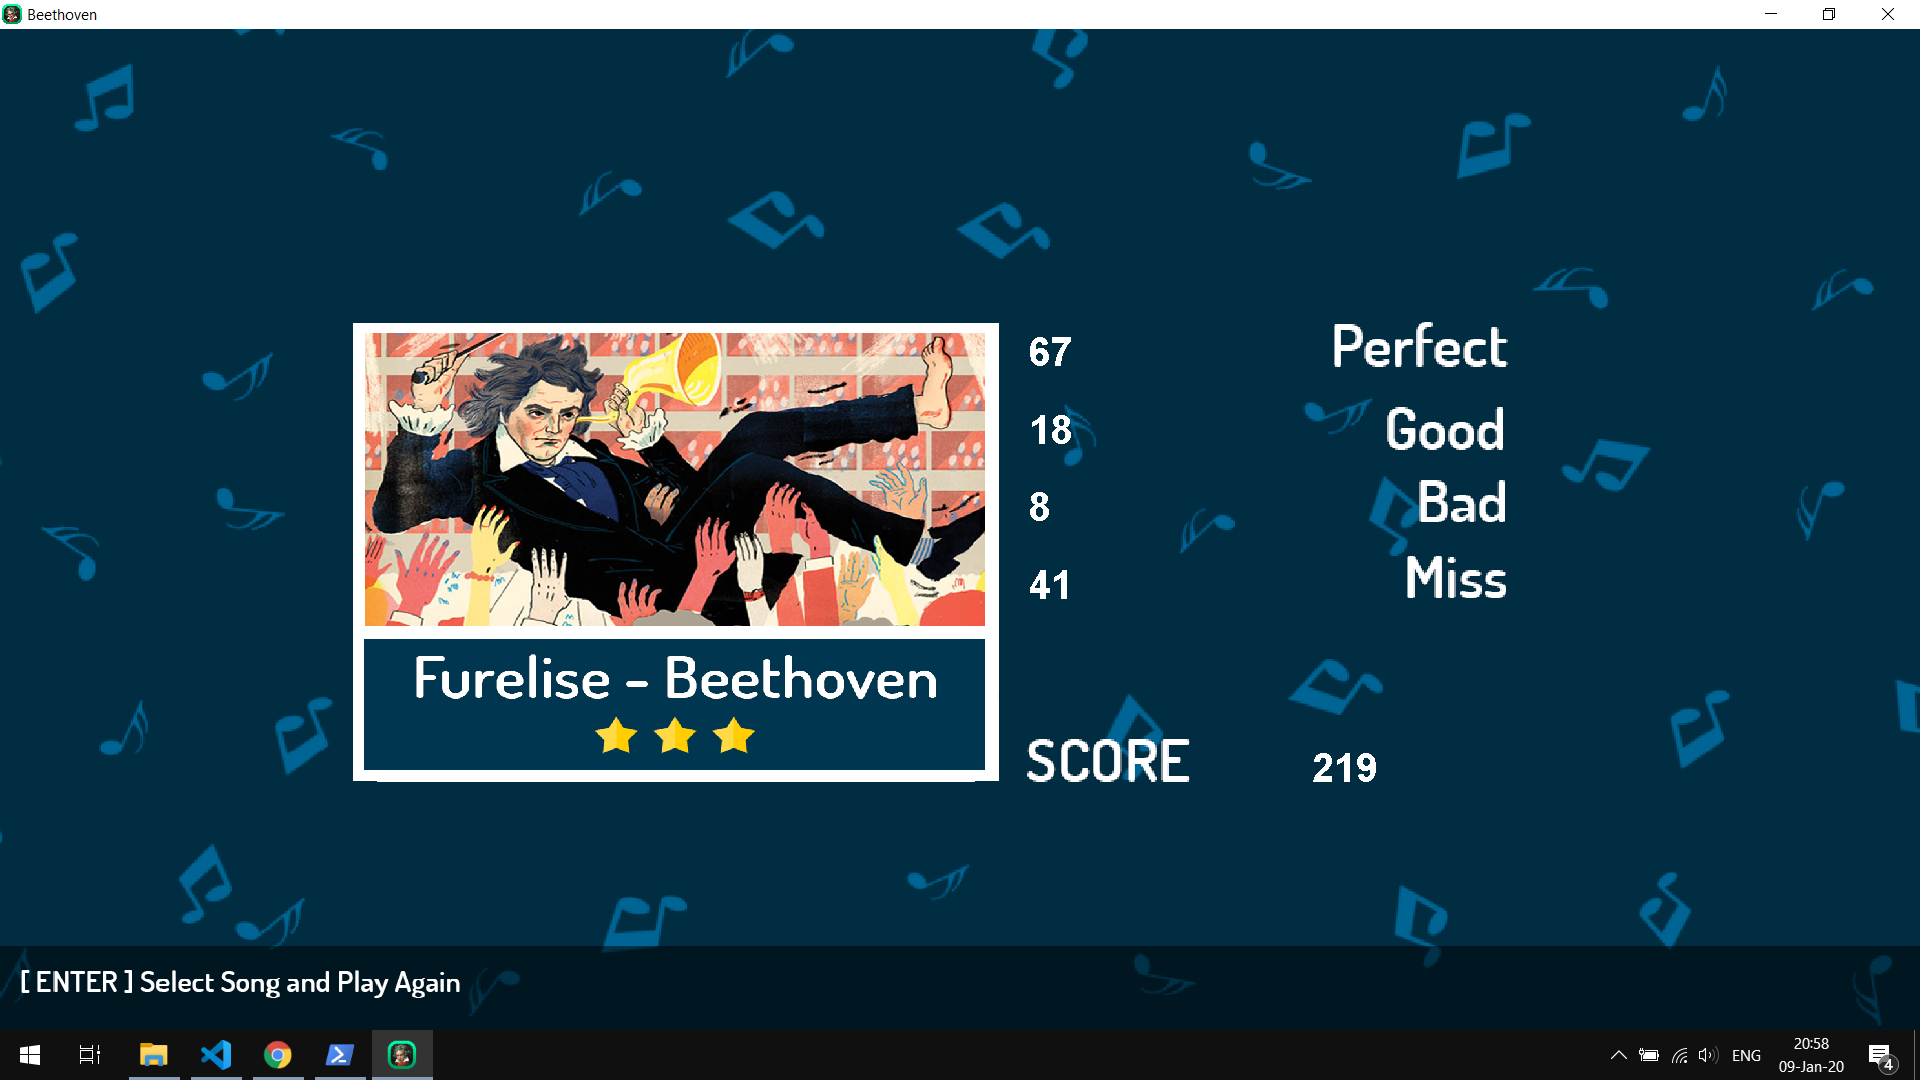 Beethoven
67 Perfect
18 Good
8 Bad
41 Miss
Furelise - Beethoven
SCORE 219
[ ENTER ] Select Song and Play Again
ENG
20:58
09-Jan-20
4